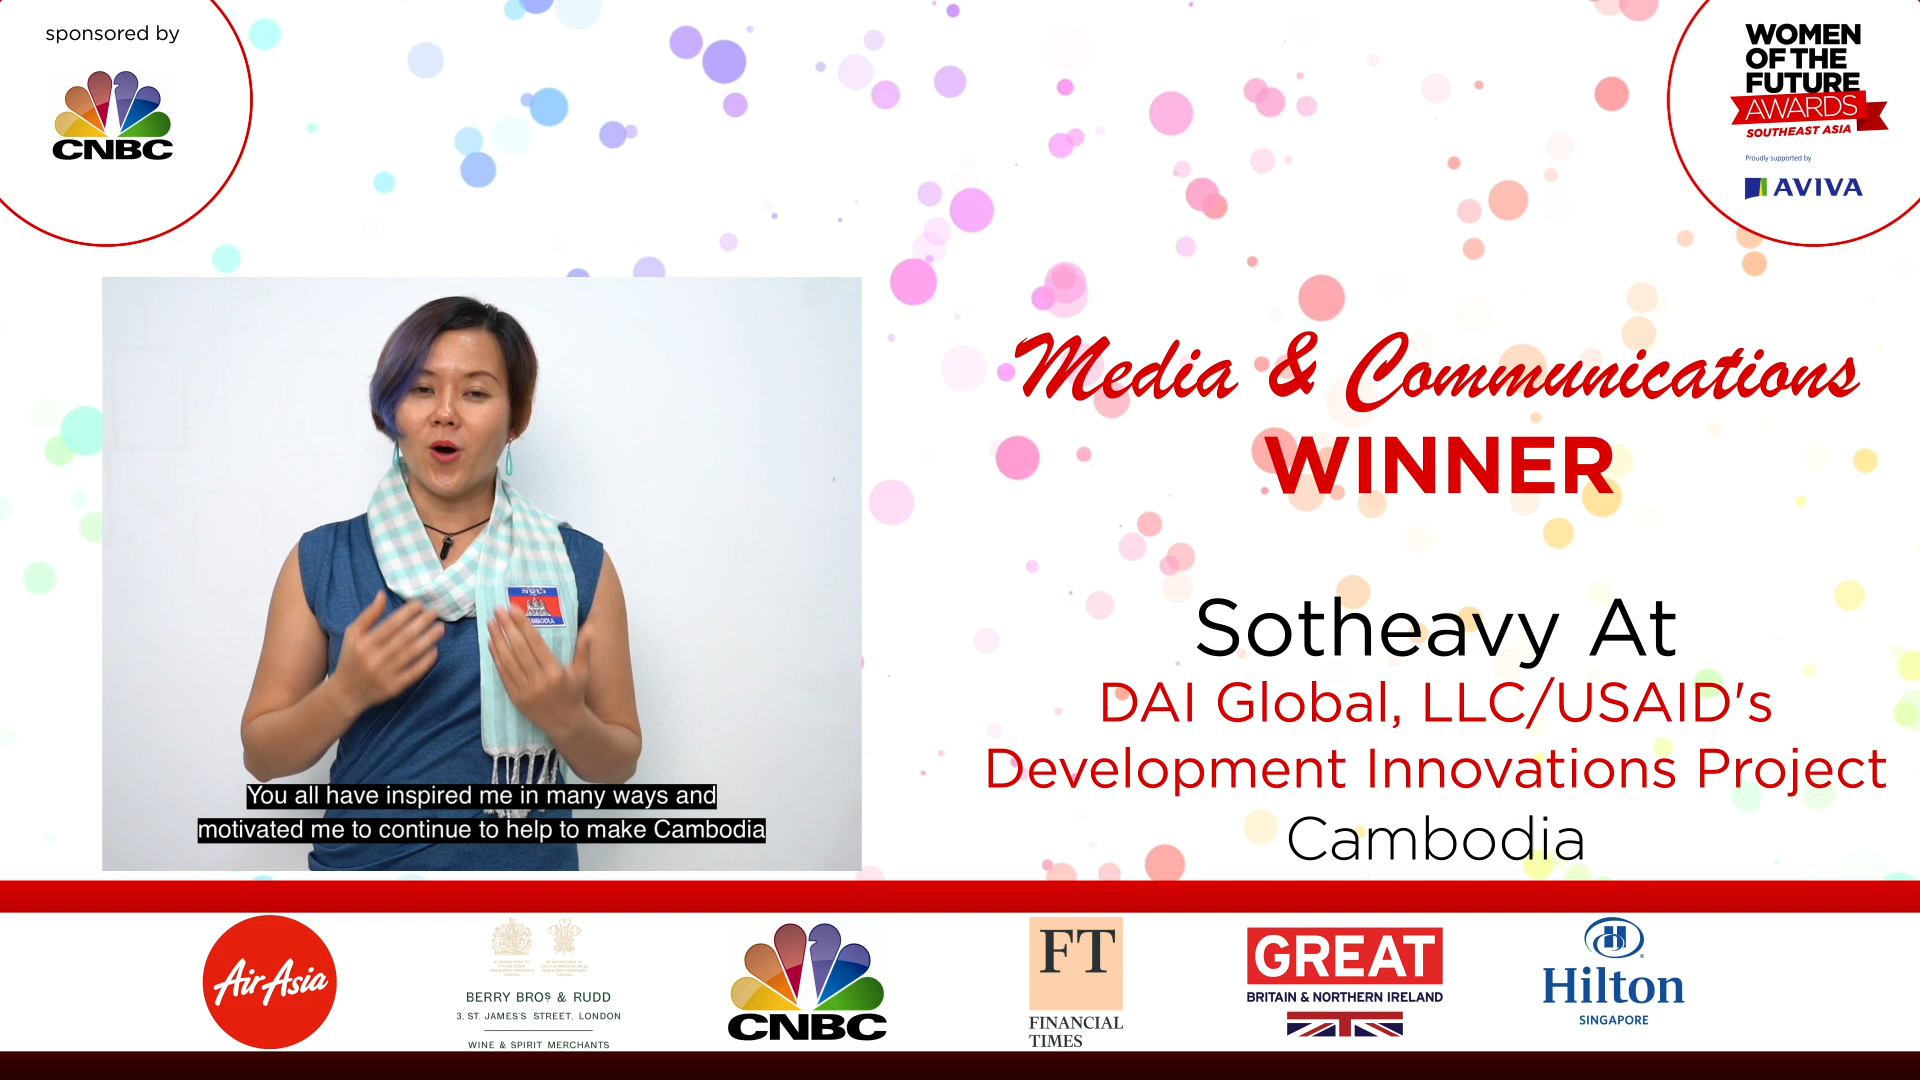 sponsored by
CNBC
WOMEN
OF THE
FUTURE
AWARDS
SOUTHEAST ASIA
Proudly supported by
AVIVA
Media & Communications
WINNER
Sotheavy At
DAI Global, LLC/USAID's
Development Innovations Project
Cambodia
You all have inspired me in many ways and
motivated me to continue to help to make Cambodia
AirAsia
BERRY BROS & RUDD
3, ST. JAMES'S STREET, LONDON
WINE & SPIRIT MERCHANTS
CNBC
FT
FINANCIAL
TIMES
GREAT
BRITAIN & NORTHERN IRELAND
Hilton
SINGAPORE